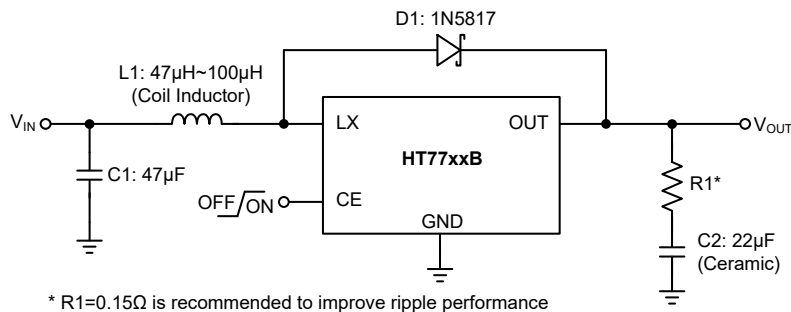 D1: 1N5817
L1: 47µH~100µH
(Coil Inductor)
VIN
LX
OUT
VOUT
HT77xxB
C1: 47µF
R1*
OFF/ON
CE
GND
C2: 22µF
(Ceramic)
* R1=0.15Ω is recommended to improve ripple performance